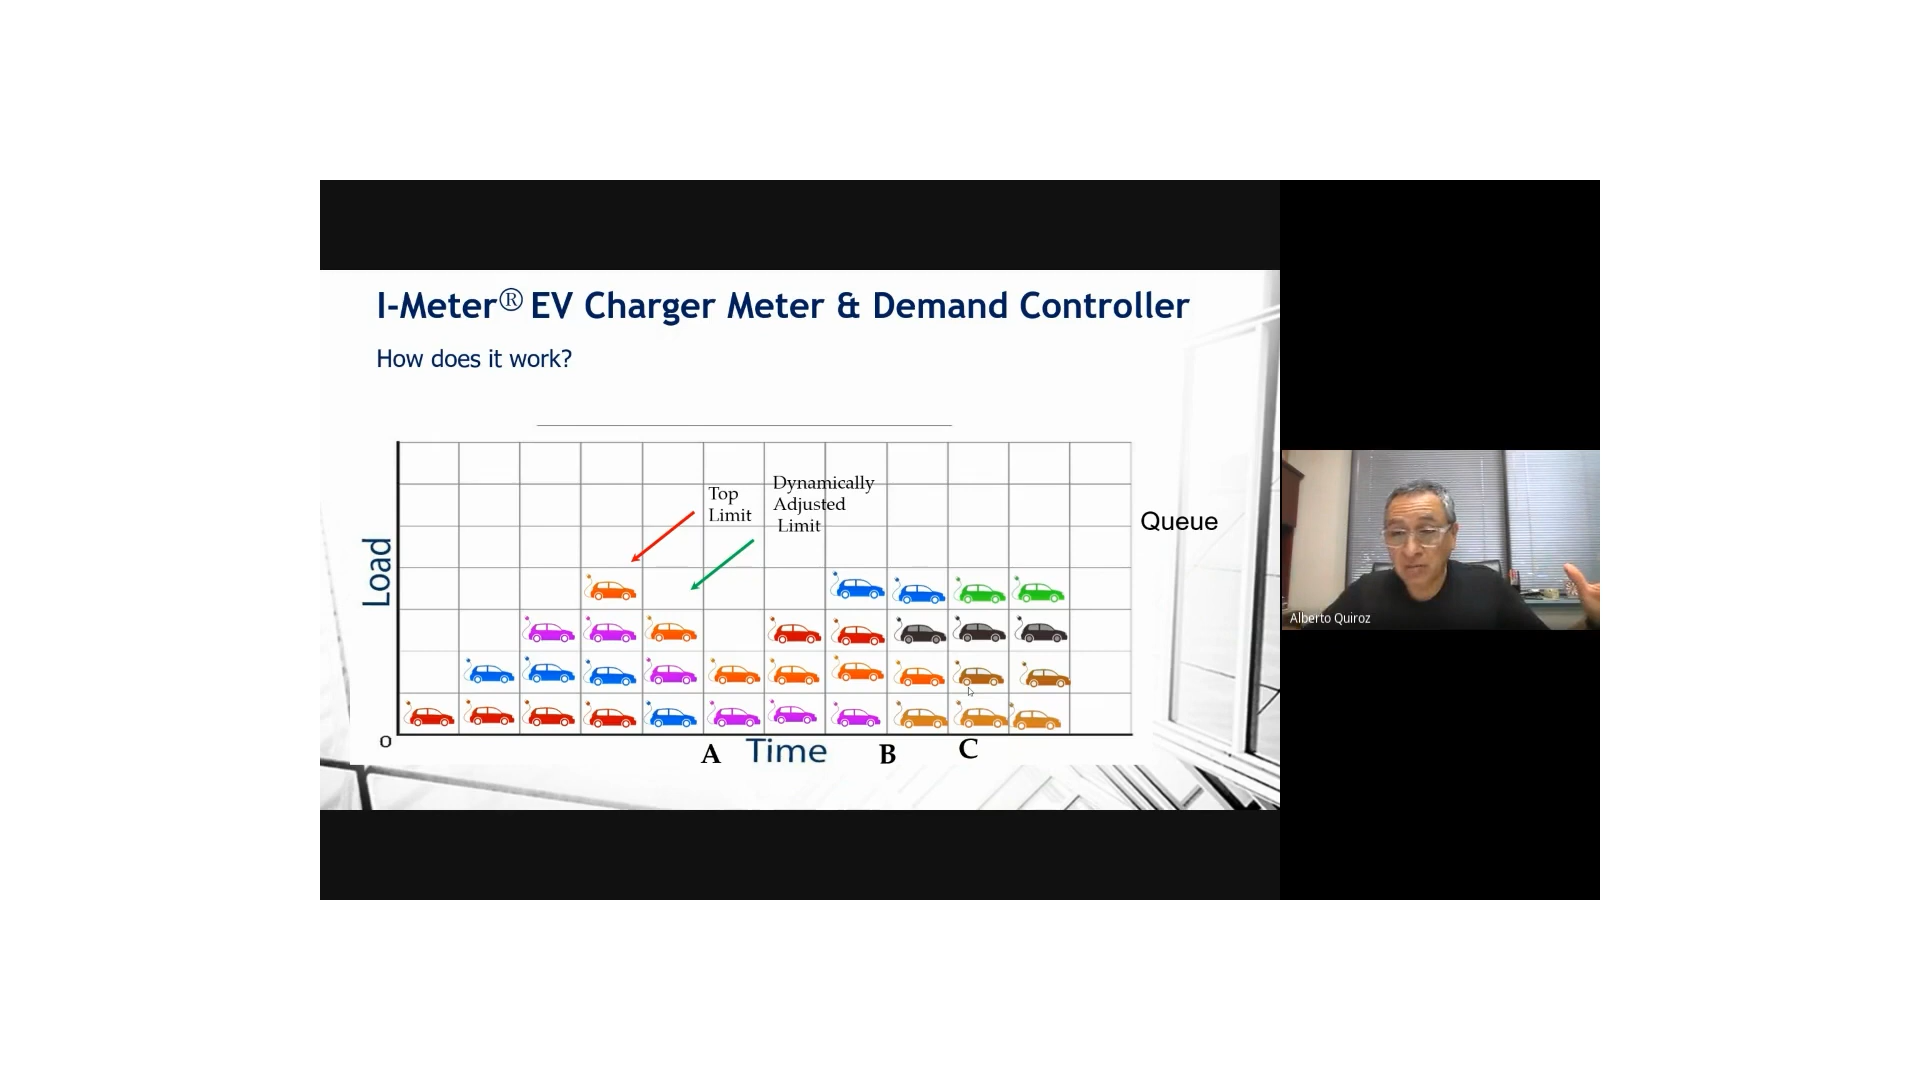 I-Meter® EV Charger Meter & Demand Controller
How does it work?
Top
Limit
Dynamically
Adjusted
Limit
Queue
Load
0
A
Time
B
C
Alberto Quiroz